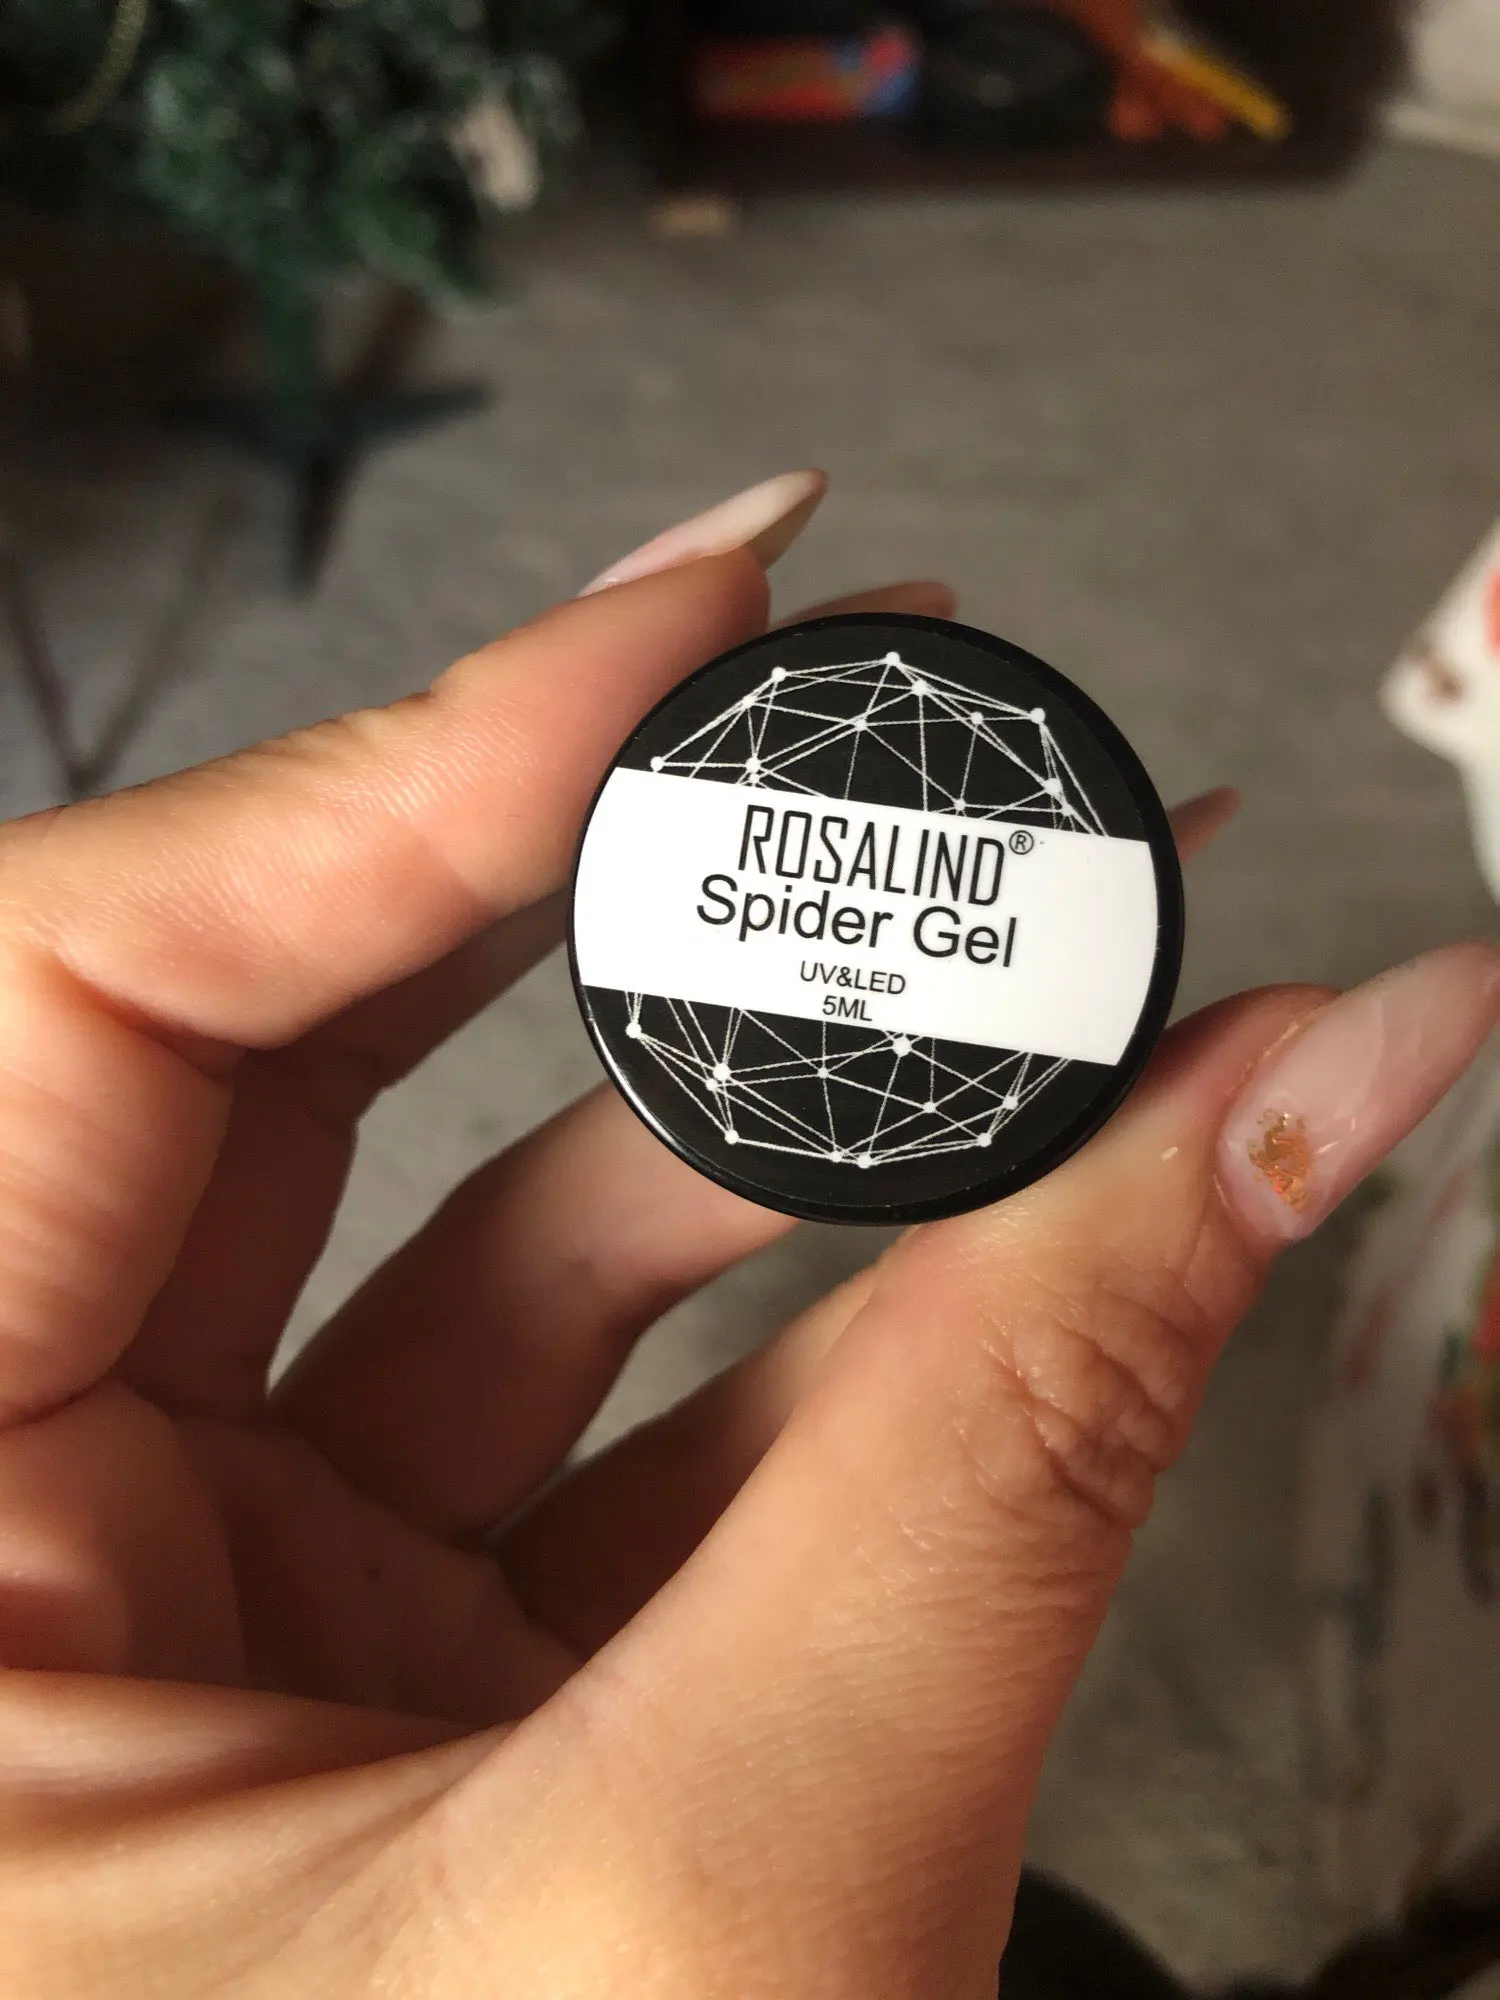 ROSALIND®
Spider Gel
UV&LED
5ML